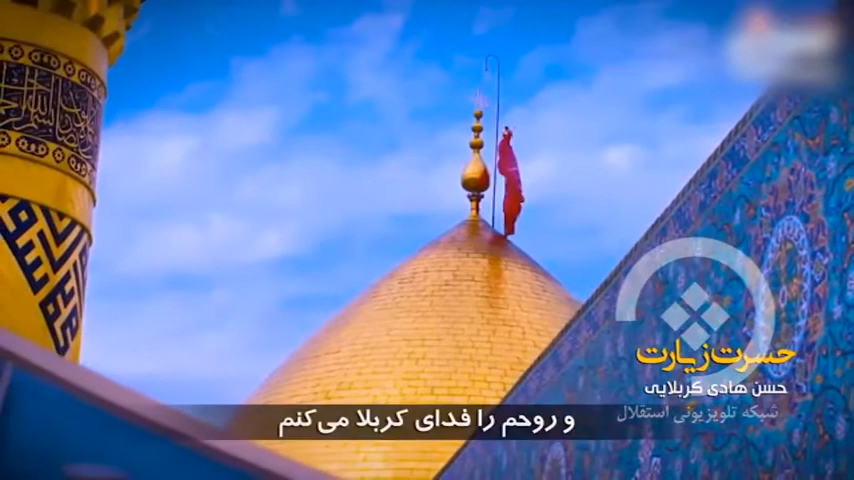 حسرت زیارت
حسن هادی کربلایی
شبکه تلویزیونی استقلال
و روحم را فدای کربلا می‌کنم